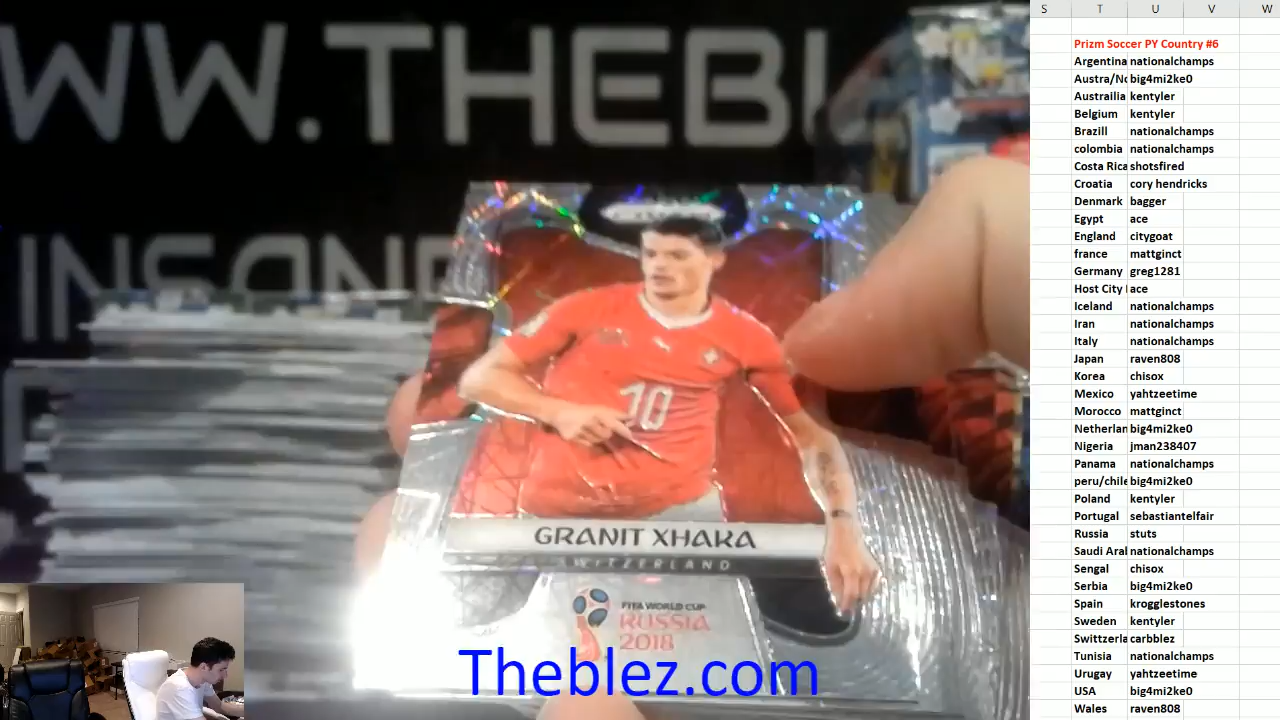 WW.THEBL
INSANE
10
GRANIT XHAKA
SWITZERLAND
FIFA WORLD CUP
RUSSIA
2018
Theblez.com
S T U V W
Prizm Soccer PY Country #6
Argentina nationalchamps
Austra/No big4mi2ke0
Austrailia kentyler
Belgium kentyler
Brazill nationalchamps
colombia nationalchamps
Costa Rica shotsfired
Croatia cory hendricks
Denmark bagger
Egypt ace
England citygoat
france mattginct
Germany greg1281
Host City ace
Iceland nationalchamps
Iran nationalchamps
Italy nationalchamps
Japan raven808
Korea chisox
Mexico yahtzeetime
Morocco mattginct
Netherlan big4mi2ke0
Nigeria jman238407
Panama nationalchamps
peru/chile big4mi2ke0
Poland kentyler
Portugal sebastiantelfair
Russia stuts
Saudi Aral nationalchamps
Sengal chisox
Serbia big4mi2ke0
Spain krogglestones
Sweden kentyler
Switzerla carbblez
Tunisia nationalchamps
Urugay yahtzeetime
USA big4mi2ke0
Wales raven808